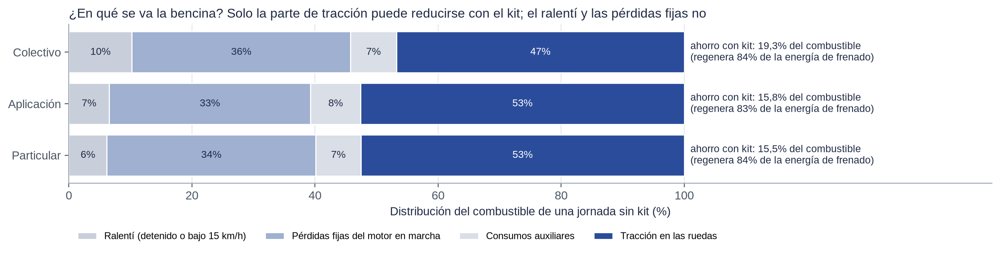 ¿En qué se va la bencina? Solo la parte de tracción puede reducirse con el kit; el ralentí y las pérdidas fijas no
Colectivo
10%
36%
7%
47%
ahorro con kit: 19,3% del combustible
(regenera 84% de la energía de frenado)
Aplicación
7%
33%
8%
53%
ahorro con kit: 15,8% del combustible
(regenera 83% de la energía de frenado)
Particular
6%
34%
7%
53%
ahorro con kit: 15,5% del combustible
(regenera 84% de la energía de frenado)
0 20 40 60 80 100
Distribución del combustible de una jornada sin kit (%)
Ralentí (detenido o bajo 15 km/h)
Pérdidas fijas del motor en marcha
Consumos auxiliares
Tracción en las ruedas